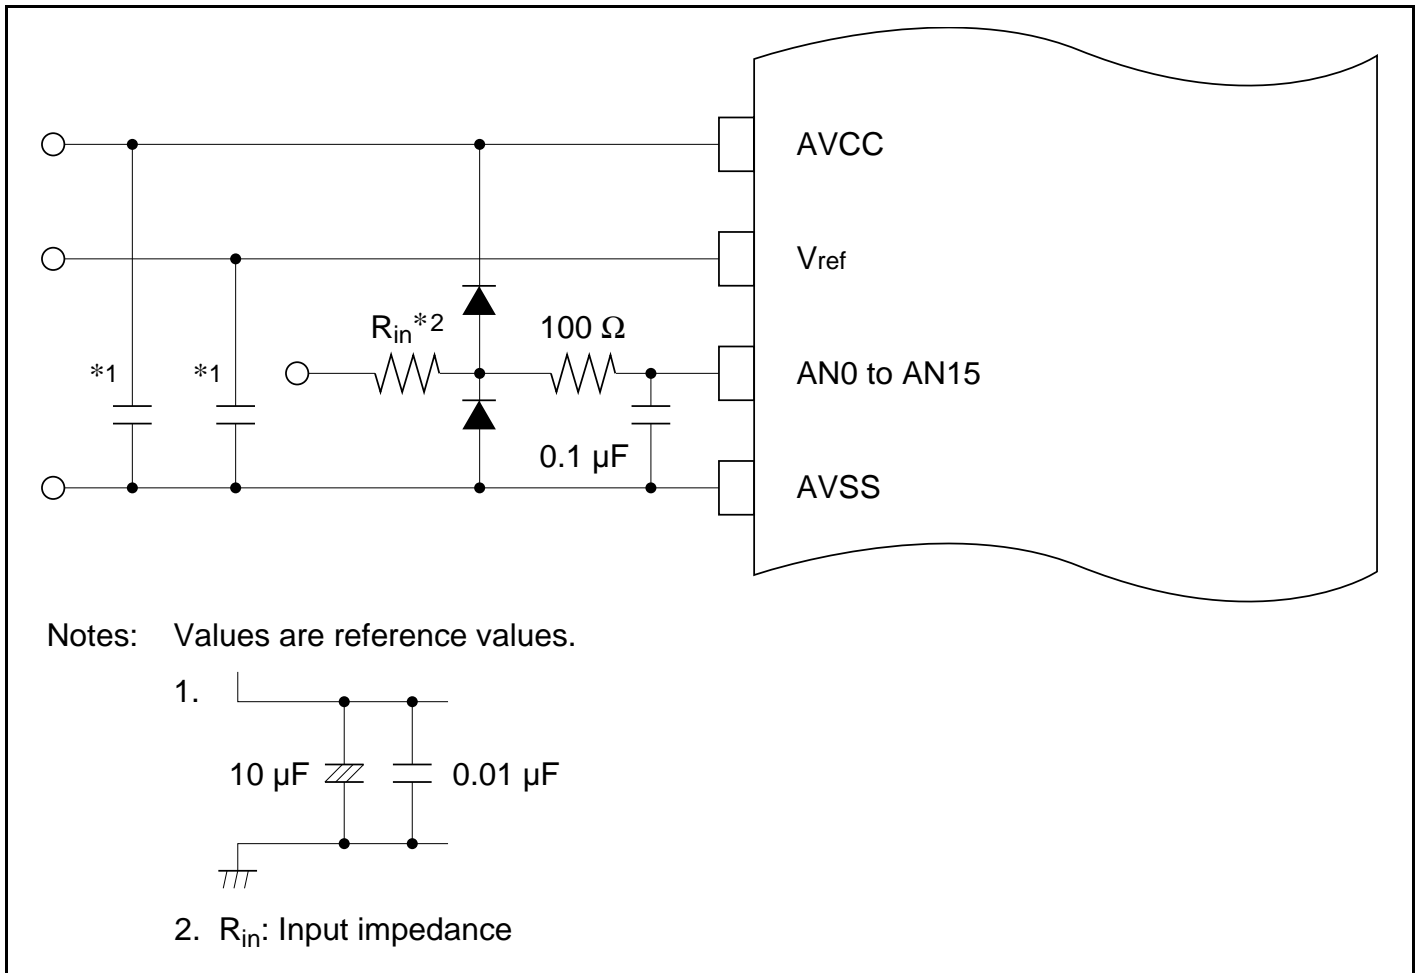 AVCC
Vref
Rin*2
100 Ω
*1
*1
AN0 to AN15
0.1 µF
AVSS
Notes: Values are reference values.
1.
10 µF
0.01 µF
2. Rin: Input impedance